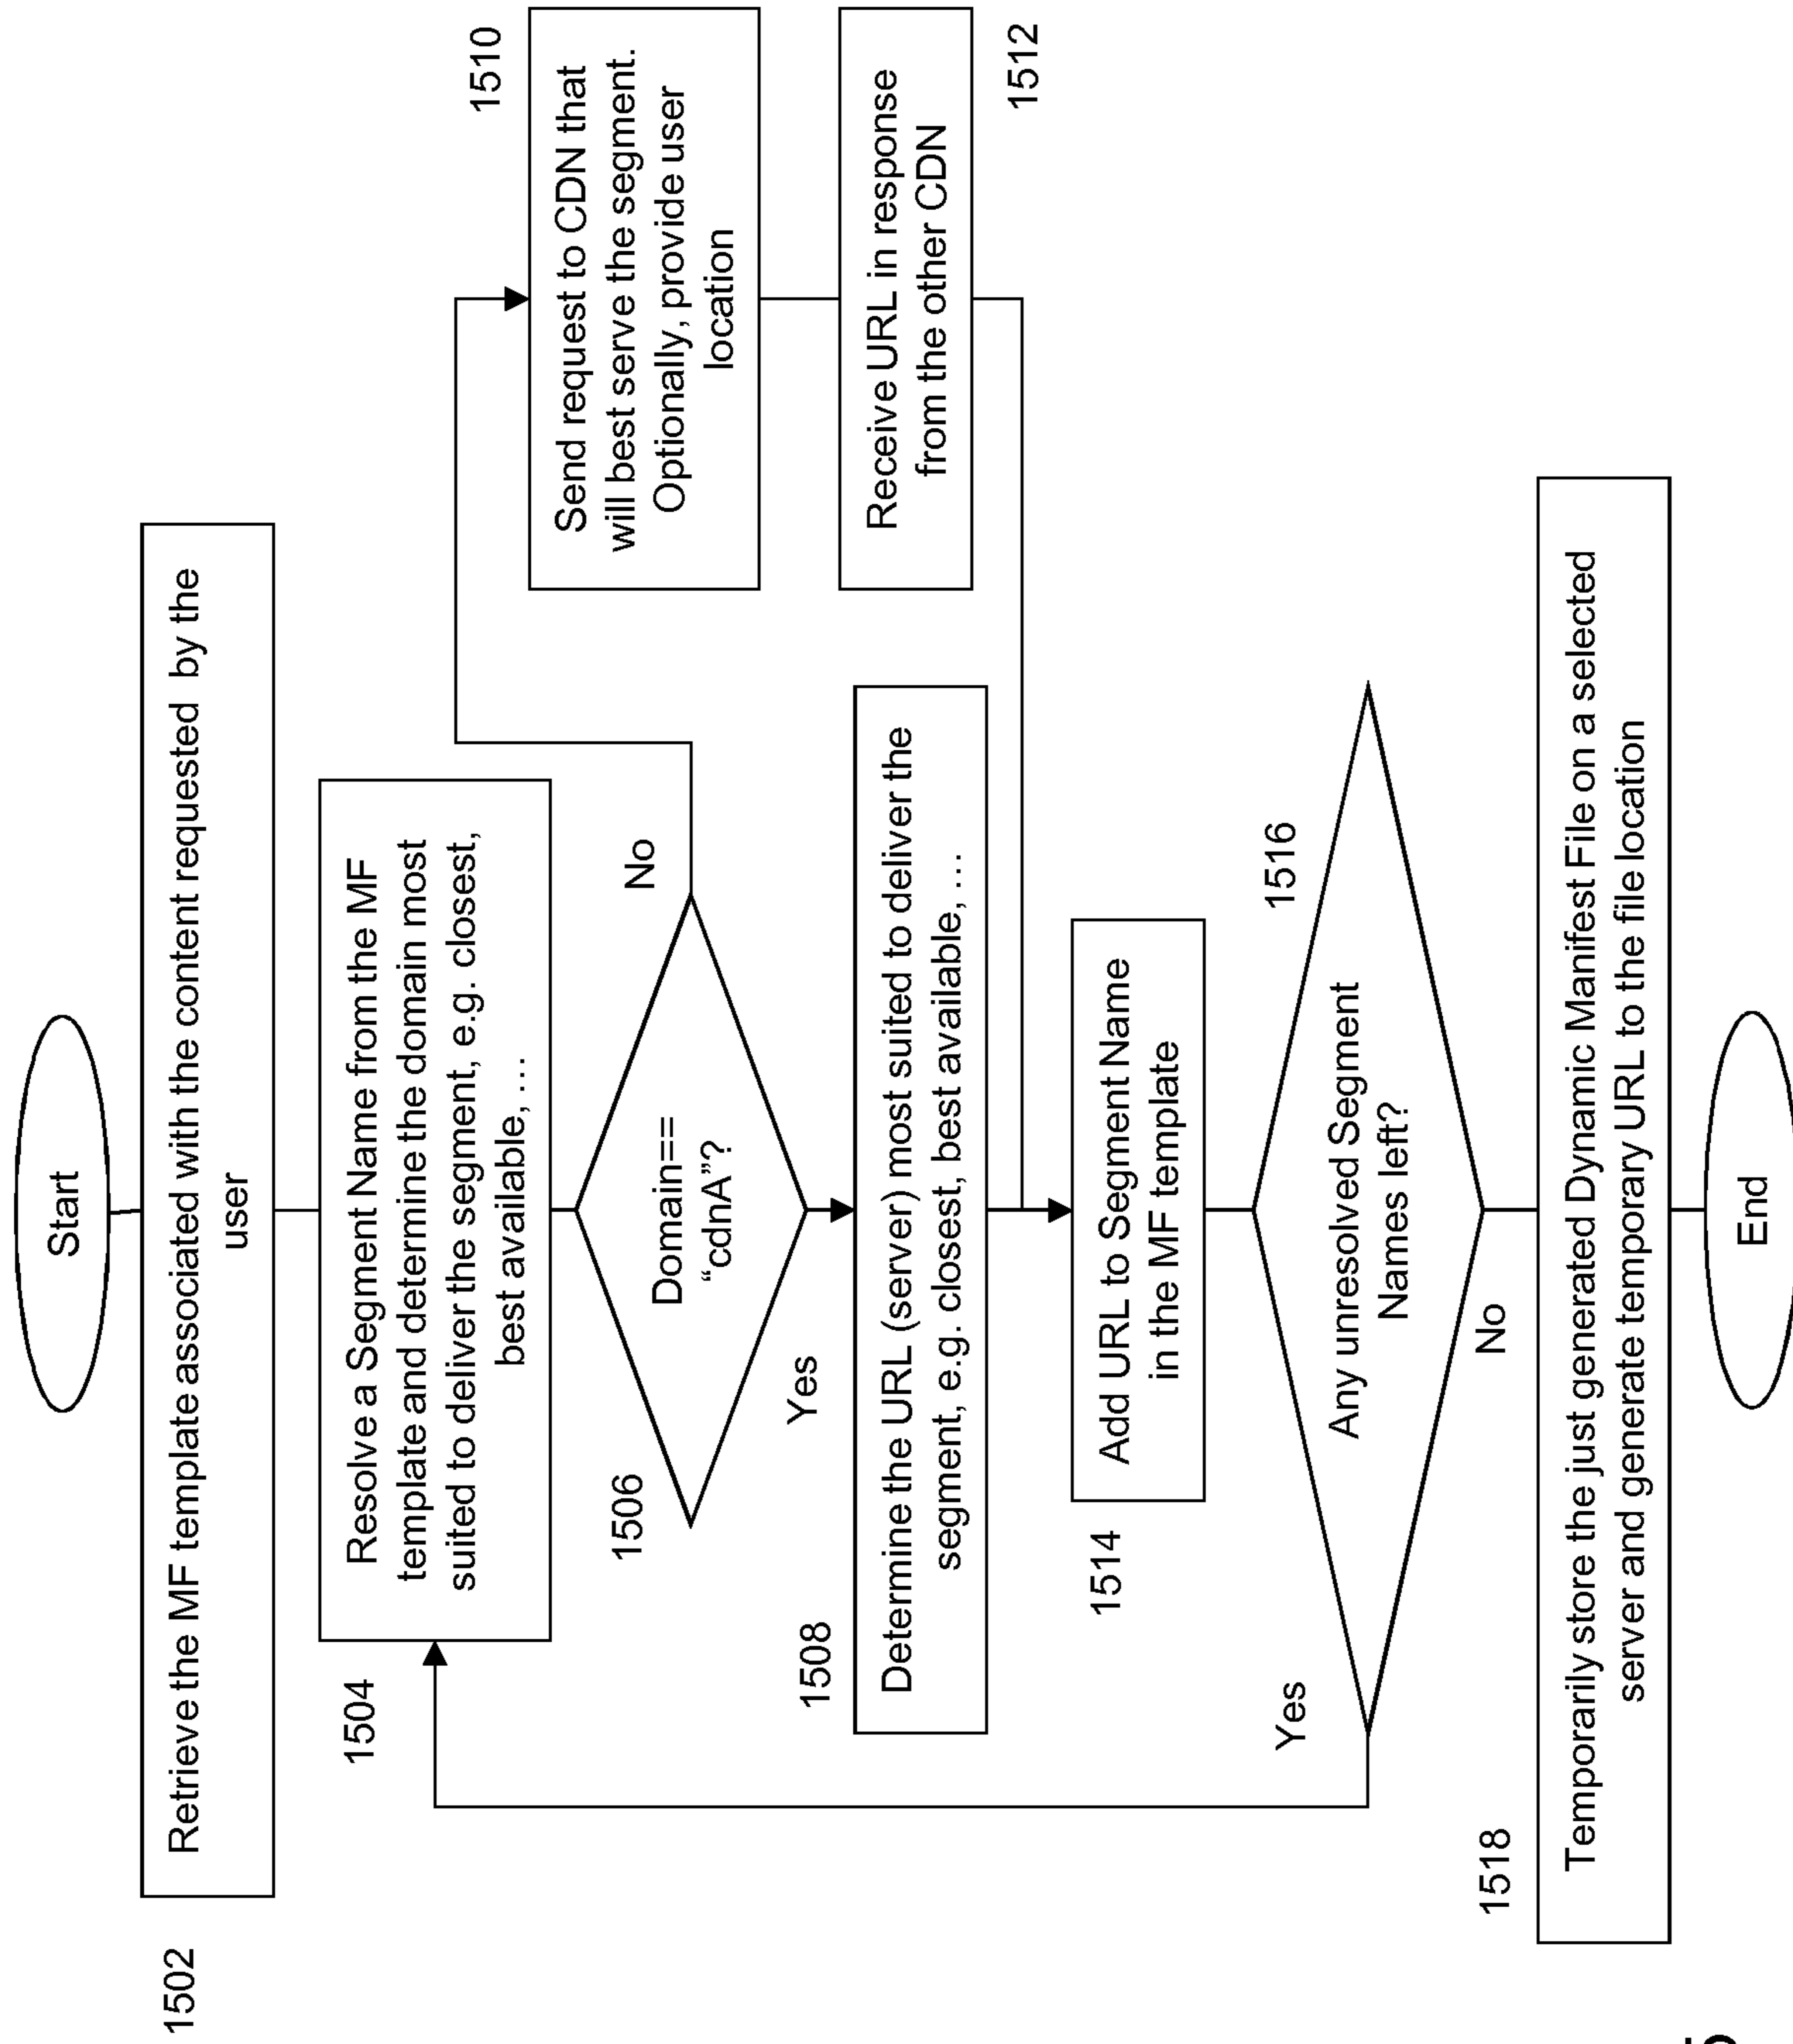 Start
1502
Retrieve the MF template associated with the content requested by the
user
1504
Resolve a Segment Name from the MF
template and determine the domain most
suited to deliver the segment, e.g. closest,
best available, …
1506
Domain==
“cdnA”?
No
Yes
1510
Send request to CDN that
will best serve the segment.
Optionally, provide user
location
Receive URL in response
from the other CDN
1512
1508
Determine the URL (server) most suited to deliver the
segment, e.g. closest, best available, …
1514
Add URL to Segment Name
in the MF template
1516
Any unresolved Segment
Names left?
Yes
No
1518
Temporarily store the just generated Dynamic Manifest File on a selected
server and generate temporary URL to the file location
End